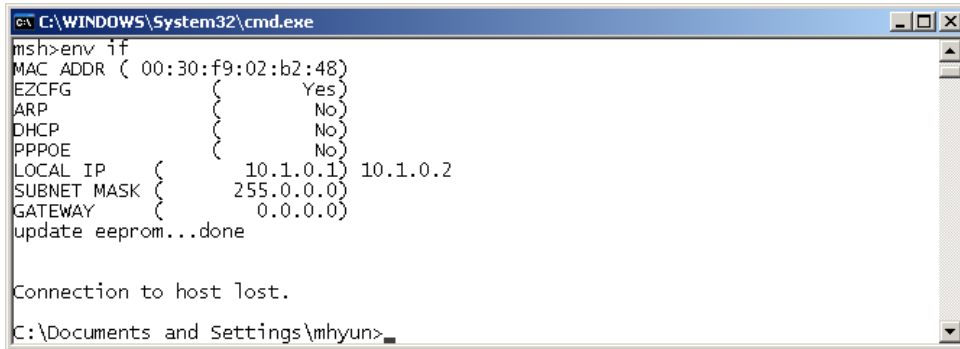 C:\WINDOWS\System32\cmd.exe
msh>env if
MAC ADDR ( 00:30:f9:02:b2:48)
EZCFG          (       Yes)
ARP            (        No)
DHCP           (        No)
PPPOE          (        No)
LOCAL IP   (       10.1.0.1) 10.1.0.2
SUBNET MASK (      255.0.0.0)
GATEWAY    (        0.0.0.0)
update eeprom...done
Connection to host lost.
C:\Documents and Settings\mhyun>